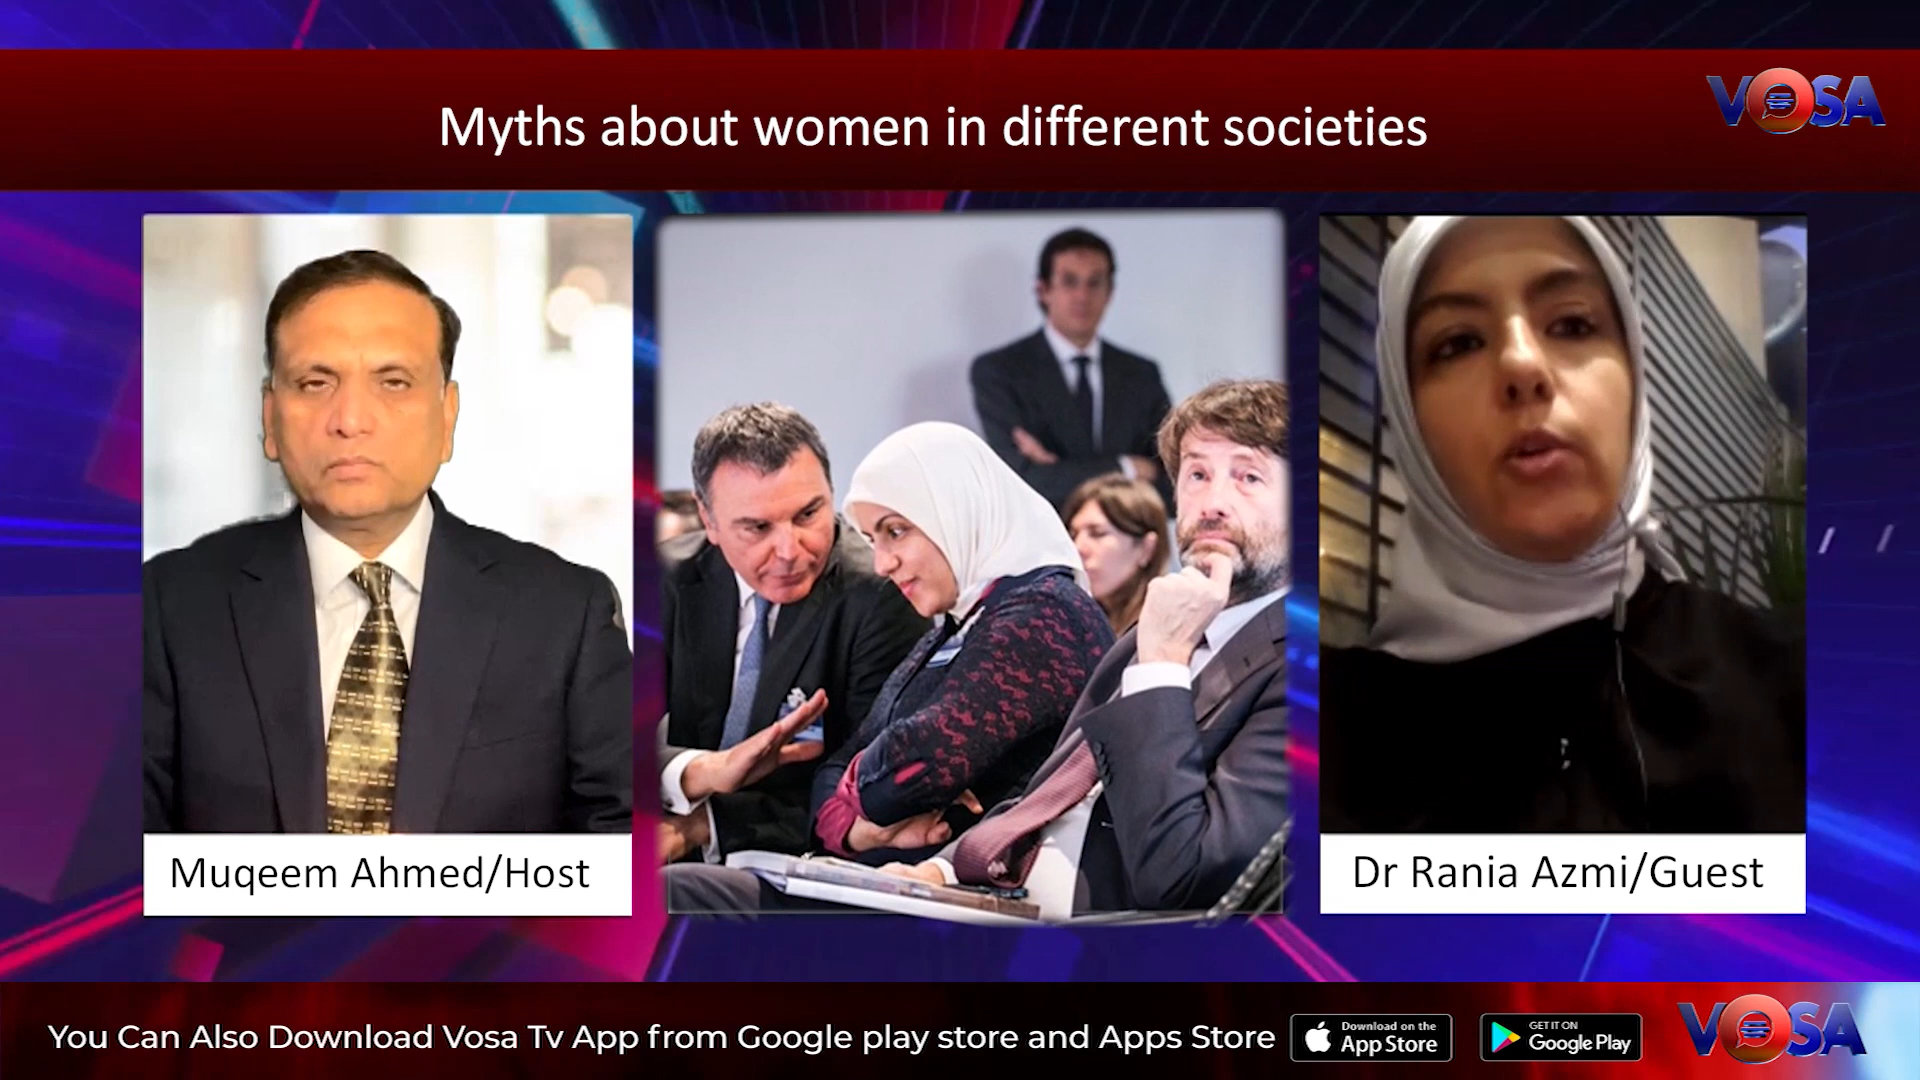 Myths about women in different societies
VOSA
Muqeem Ahmed/Host
Dr Rania Azmi/Guest
You Can Also Download Vosa Tv App from Google play store and Apps Store
Download on the
App Store
GET IT ON
Google Play
VOSA